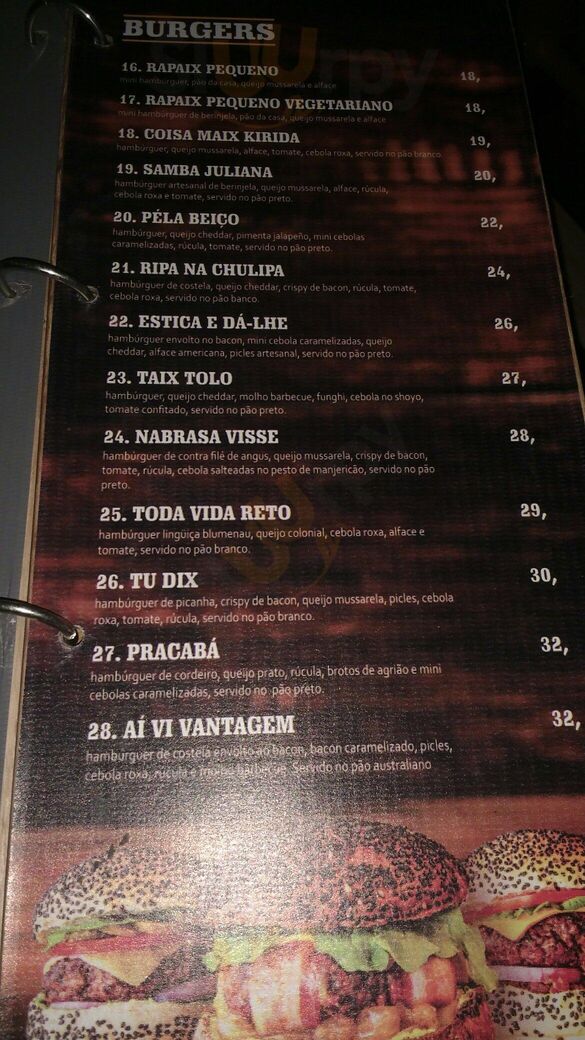 BURGERS
16. RAPAIX PEQUENO 18,
mini hambúrguer, pão da casa, queijo mussarela e alface
17. RAPAIX PEQUENO VEGETARIANO 18,
mini hambúrguer de berinjela, pão da casa, queijo mussarela e alface
18. COISA MAIX KIRIDA 19,
hambúrguer, queijo mussarela, alface, tomate, cebola roxa, servido no pão branco.
19. SAMBA JULIANA 20,
hambúrguer artesanal de berinjela, queijo mussarela, alface, rúcula,
cebola roxa e tomate, servido no pão preto.
20. PÉLA BEIÇO 22,
hambúrguer, queijo cheddar, pimenta jalapeño, mini cebolas
caramelizadas, rúcula, tomate, servido no pão preto.
21. RIPA NA CHULIPA 24,
hambúrguer de costela, queijo cheddar, crispy de bacon, rúcula, tomate,
cebola roxa, servido no pão banco.
22. ESTICA E DÁ-LHE 26,
hambúrguer envolto no bacon, mini cebola caramelizadas, queijo
cheddar, alface americana, picles artesanal, servido no pão preto.
23. TAIX TOLO 27,
hambúrguer, queijo cheddar, molho barbecue, funghi, cebola no shoyo,
tomate confitado, servido no pão preto.
24. NABRASA VISSE 28,
hambúrguer de contra filé de angus, queijo mussarela, crispy de bacon,
tomate, rúcula, cebola salteadas no pesto de manjericão, servido no pão
preto.
25. TODA VIDA RETO 29,
hambúrguer linguiça blumenau, queijo colonial, cebola roxa, alface e
tomate, servido no pão branco.
26. TU DIX 30,
hambúrguer de picanha, crispy de bacon, queijo mussarela, picles, cebola
roxa, tomate, rúcula, servido no pão branco.
27. PRACABÁ 32,
hambúrguer de cordeiro, queijo prato, rúcula, brotos de agrião e mini
cebolas caramelizadas, servido no pão preto.
28. AÍ VI VANTAGEM 32,
hambúrguer de costela envolto ao bacon, bacon caramelizado, picles,
cebola roxa, rúcula e molho barbecue. Servido no pão australiano